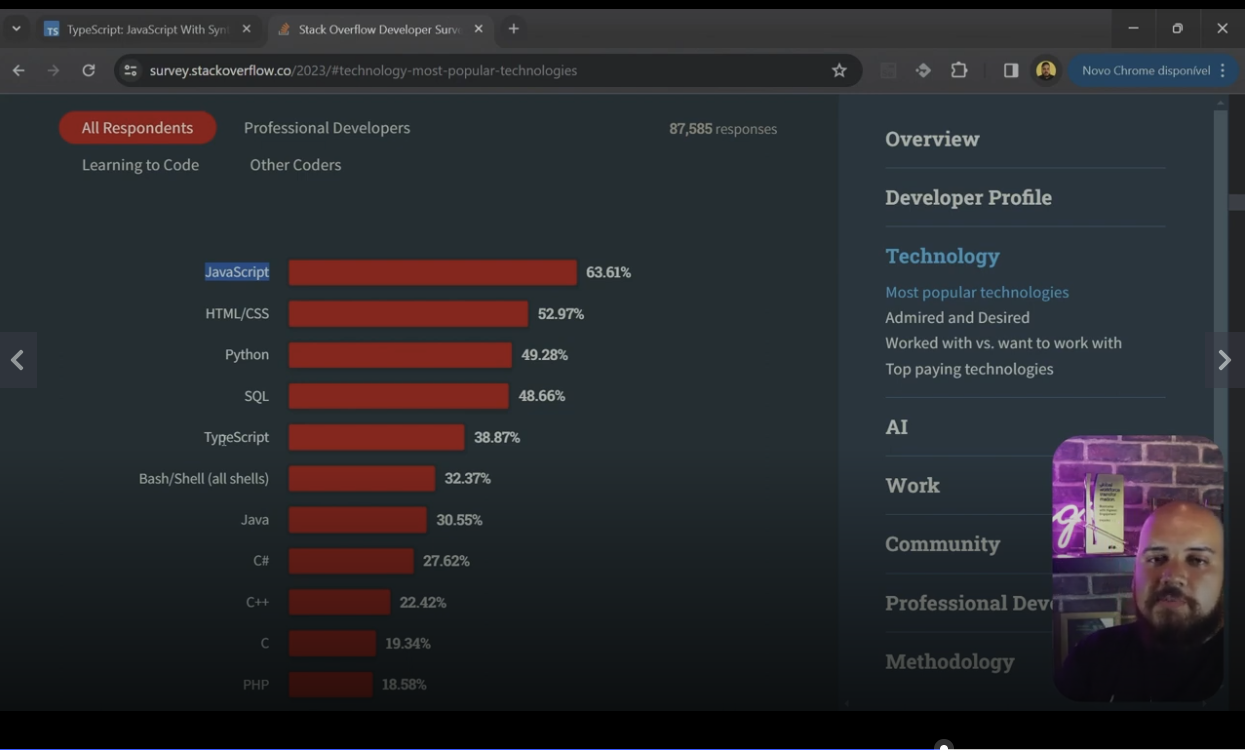 TypeScript: JavaScript With Syn
Stack Overflow Developer Surve
survey.stackoverflow.co/2023/#technology-most-popular-technologies
Novo Chrome disponível
All Respondents
Professional Developers
87,585 responses
Learning to Code
Other Coders
JavaScript 63.61%
HTML/CSS 52.97%
Python 49.28%
SQL 48.66%
TypeScript 38.87%
Bash/Shell (all shells) 32.37%
Java 30.55%
C# 27.62%
C++ 22.42%
C 19.34%
PHP 18.58%
Overview
Developer Profile
Technology
Most popular technologies
Admired and Desired
Worked with vs. want to work with
Top paying technologies
AI
Work
Community
Professional Deve
Methodology